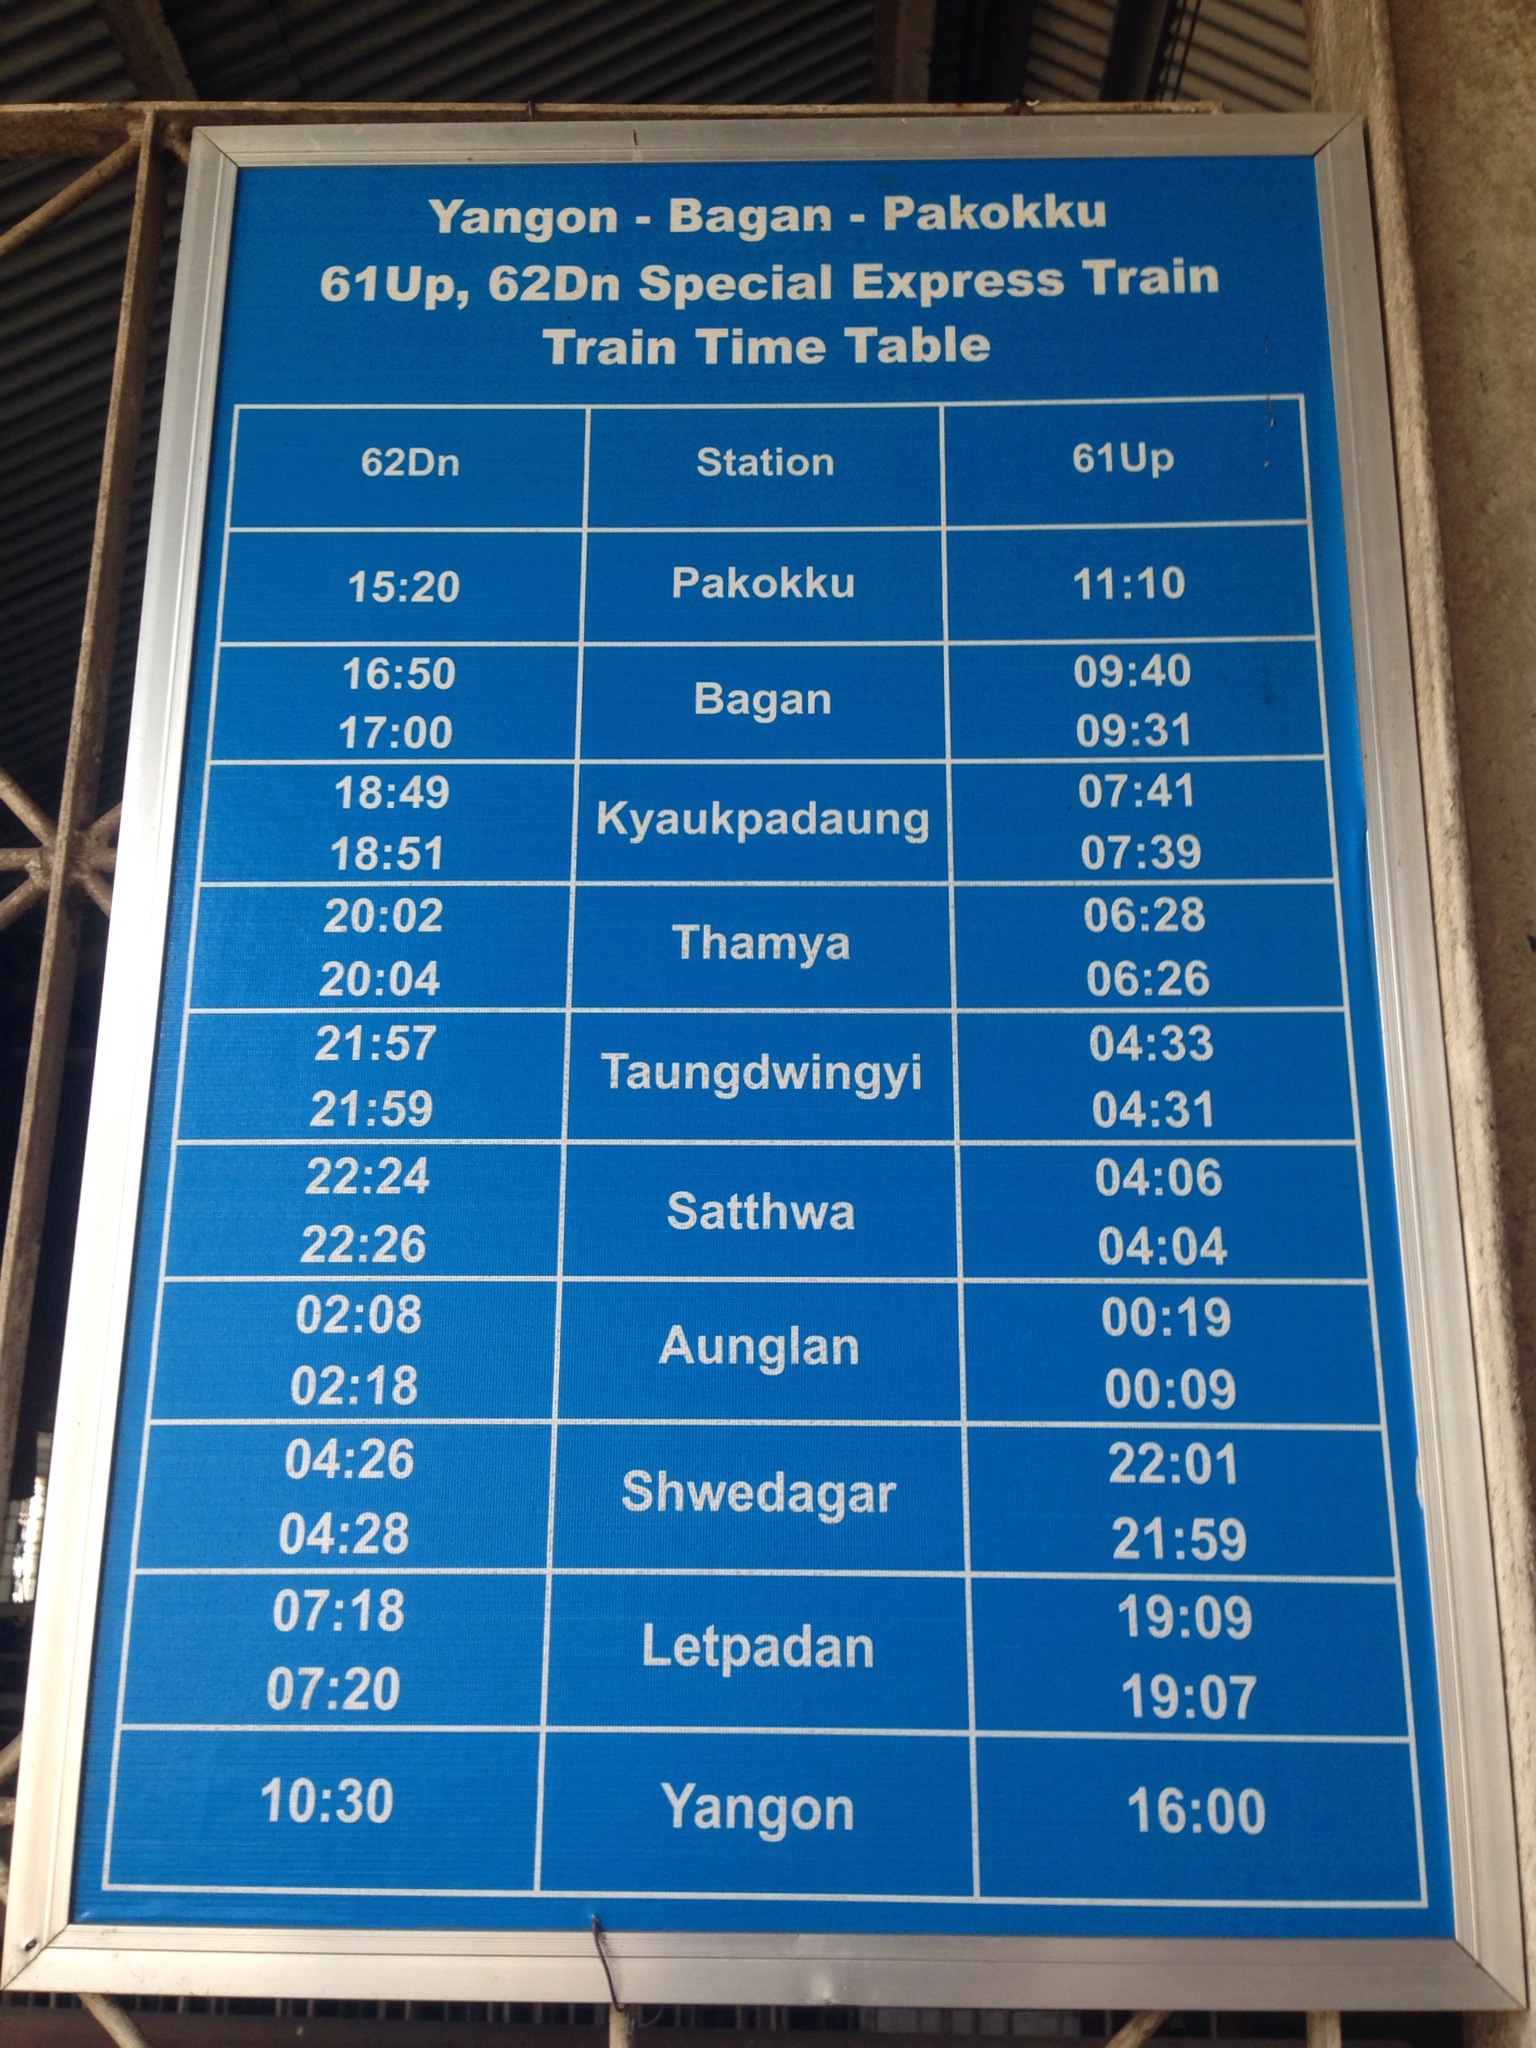 Yangon - Bagan - Pakokku
61Up, 62Dn Special Express Train
Train Time Table
62Dn Station 61Up
15:20 Pakokku 11:10
16:50 09:40
Bagan
17:00 09:31
18:49 07:41
Kyaukpadaung
18:51 07:39
20:02 06:28
Thamya
20:04 06:26
21:57 04:33
Taungdwingyi
21:59 04:31
22:24 04:06
Satthwa
22:26 04:04
02:08 00:19
Aunglan
02:18 00:09
04:26 22:01
Shwedagar
04:28 21:59
07:18 19:09
Letpadan
07:20 19:07
10:30 Yangon 16:00